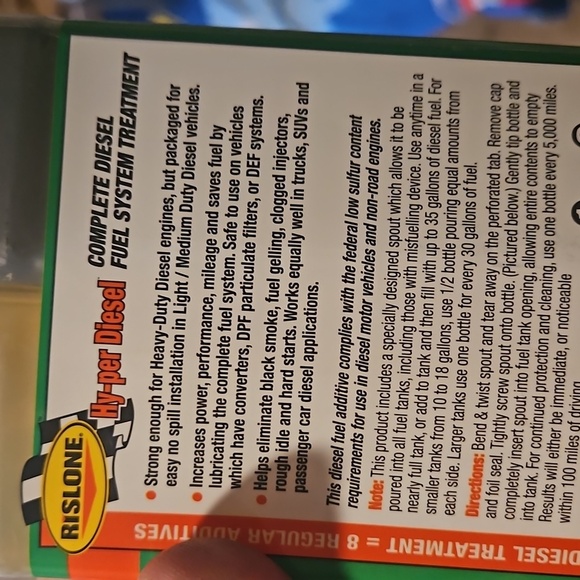 RISLONE.
Hy-per Diesel
COMPLETE DIESEL
FUEL SYSTEM TREATMENT
• Strong enough for Heavy-Duty Diesel engines, but packaged for
easy no spill installation in Light / Medium Duty Diesel vehicles.
• Increases power, performance, mileage and saves fuel by
lubricating the complete fuel system. Safe to use on vehicles
which have converters, DPF particulate filters, or DEF systems.
• Helps eliminate black smoke, fuel gelling, clogged injectors,
rough idle and hard starts. Works equally well in trucks, SUVs and
passenger car diesel applications.
This diesel fuel additive complies with the federal low sulfur content
requirements for use in diesel motor vehicles and non-road engines.
Note: This product includes a specially designed spout which allows it to be
poured into all fuel tanks, including those with misfuelling device. Use anytime in a
nearly full tank, or add to tank and then fill with up to 35 gallons of diesel fuel. For
smaller tanks from 10 to 18 gallons, use 1/2 bottle pouring equal amounts from
each side. Larger tanks use one bottle for every 30 gallons of fuel.
Directions: Bend & twist spout and tear away on the perforated tab. Remove cap
and foil seal. Tightly screw spout onto bottle. (Pictured below.) Gently tip bottle and
completely insert spout into fuel tank opening, allowing entire contents to empty
into tank. For continued protection and cleaning, use one bottle every 5,000 miles.
Results will either be immediate, or noticeable
within 100 miles of driving
DIESEL TREATMENT = 8 REGULAR ADDITIVES